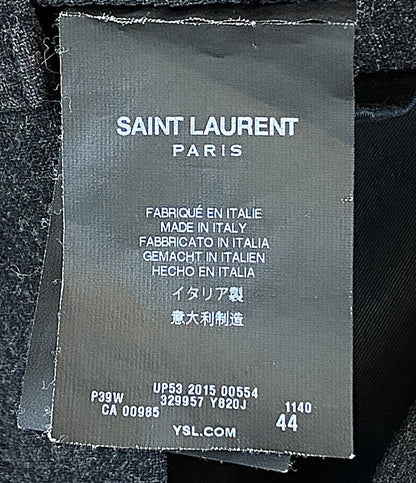 SAINT LAURENT
PARIS
FABRIQUÉ EN ITALIE
MADE IN ITALY
FABBRICATO IN ITALIA
GEMACHT IN ITALIEN
HECHO EN ITALIA
イタリア製
意大利制造
UP53 2015 00554
P39W 329957 Y820J 1140
CA 00985 44
YSL.COM